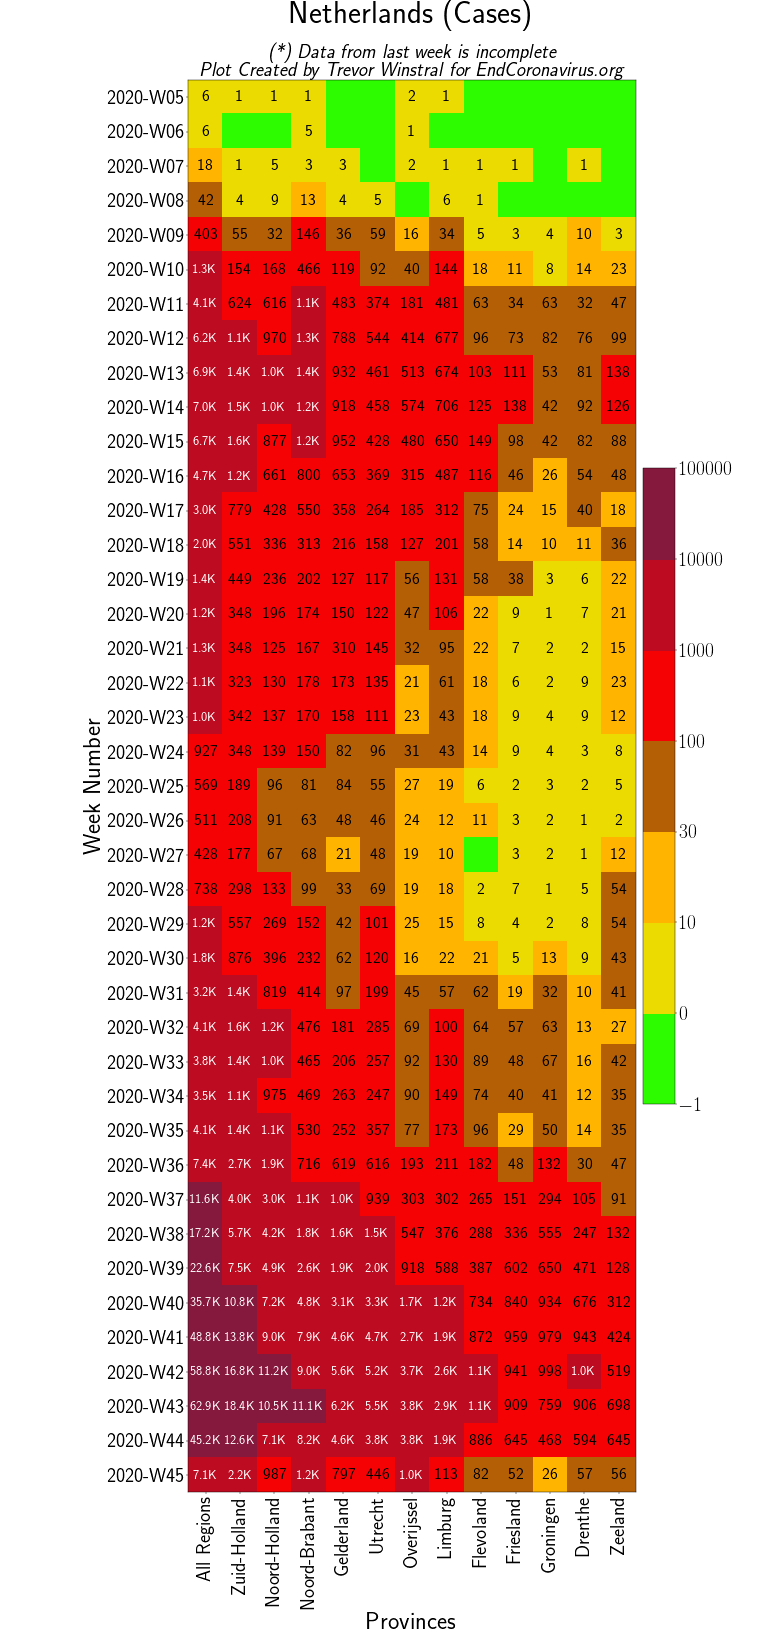 Netherlands (Cases)
(*) Data from last week is incomplete
Plot Created by Trevor Winstral for EndCoronavirus.org
2020-W05 6 1 1 1 2 1
2020-W06 6 5 1
2020-W07 18 1 5 3 3 2 1 1 1 1
2020-W08 42 4 9 13 4 5 6 1
2020-W09 403 55 32 146 36 59 16 34 5 3 4 10 3
2020-W10 1.3K 154 168 466 119 92 40 144 18 11 8 14 23
2020-W11 4.1K 624 616 1.1K 483 374 181 481 63 34 63 32 47
2020-W12 6.2K 1.1K 970 1.3K 788 544 414 677 96 73 82 76 99
2020-W13 6.9K 1.4K 1.0K 1.4K 932 461 513 674 103 111 53 81 138
2020-W14 7.0K 1.5K 1.0K 1.2K 918 458 574 706 125 138 42 92 126
2020-W15 6.7K 1.6K 877 1.2K 952 428 480 650 149 98 42 82 88
2020-W16 4.7K 1.2K 661 800 653 369 315 487 116 46 26 54 48
2020-W17 3.0K 779 428 550 358 264 185 312 75 24 15 40 18
2020-W18 2.0K 551 336 313 216 158 127 201 58 14 10 11 36
2020-W19 1.4K 449 236 202 127 117 56 131 58 38 3 6 22
2020-W20 1.2K 348 196 174 150 122 47 106 22 9 1 7 21
2020-W21 1.3K 348 125 167 310 145 32 95 22 7 2 2 15
2020-W22 1.1K 323 130 178 173 135 21 61 18 6 2 9 23
2020-W23 1.0K 342 137 170 158 111 23 43 18 9 4 9 12
2020-W24 927 348 139 150 82 96 31 43 14 9 4 3 8
2020-W25 569 189 96 81 84 55 27 19 6 2 3 2 5
2020-W26 511 208 91 63 48 46 24 12 11 3 2 1 2
2020-W27 428 177 67 68 21 48 19 10 3 2 1 12
2020-W28 738 298 133 99 33 69 19 18 2 7 1 5 54
2020-W29 1.2K 557 269 152 42 101 25 15 8 4 2 8 54
2020-W30 1.8K 876 396 232 62 120 16 22 21 5 13 9 43
2020-W31 3.2K 1.4K 819 414 97 199 45 57 62 19 32 10 41
2020-W32 4.1K 1.6K 1.2K 476 181 285 69 100 64 57 63 13 27
2020-W33 3.8K 1.4K 1.0K 465 206 257 92 130 89 48 67 16 42
2020-W34 3.5K 1.1K 975 469 263 247 90 149 74 40 41 12 35
2020-W35 4.1K 1.4K 1.1K 530 252 357 77 173 96 29 50 14 35
2020-W36 7.4K 2.7K 1.9K 716 619 616 193 211 182 48 132 30 47
2020-W37 11.6K 4.0K 3.0K 1.1K 1.0K 939 303 302 265 151 294 105 91
2020-W38 17.2K 5.7K 4.2K 1.8K 1.6K 1.5K 547 376 288 336 555 247 132
2020-W39 22.6K 7.5K 4.9K 2.6K 1.9K 2.0K 918 588 387 602 650 471 128
2020-W40 35.7K 10.8K 7.2K 4.8K 3.1K 3.3K 1.7K 1.2K 734 840 934 676 312
2020-W41 48.8K 13.8K 9.0K 7.9K 4.6K 4.7K 2.7K 1.9K 872 959 979 943 424
2020-W42 58.8K 16.8K 11.2K 9.0K 5.6K 5.2K 3.7K 2.6K 1.1K 941 998 1.0K 519
2020-W43 62.9K 18.4K 10.5K 11.1K 6.2K 5.5K 3.8K 2.9K 1.1K 909 759 906 698
2020-W44 45.2K 12.6K 7.1K 8.2K 4.6K 3.8K 3.8K 1.9K 886 645 468 594 645
2020-W45 7.1K 2.2K 987 1.2K 797 446 1.0K 113 82 52 26 57 56
Week Number
All Regions
Zuid-Holland
Noord-Holland
Noord-Brabant
Gelderland
Utrecht
Overijssel
Limburg
Flevoland
Friesland
Groningen
Drenthe
Zeeland
Provinces
100000
10000
1000
100
30
10
0
−1